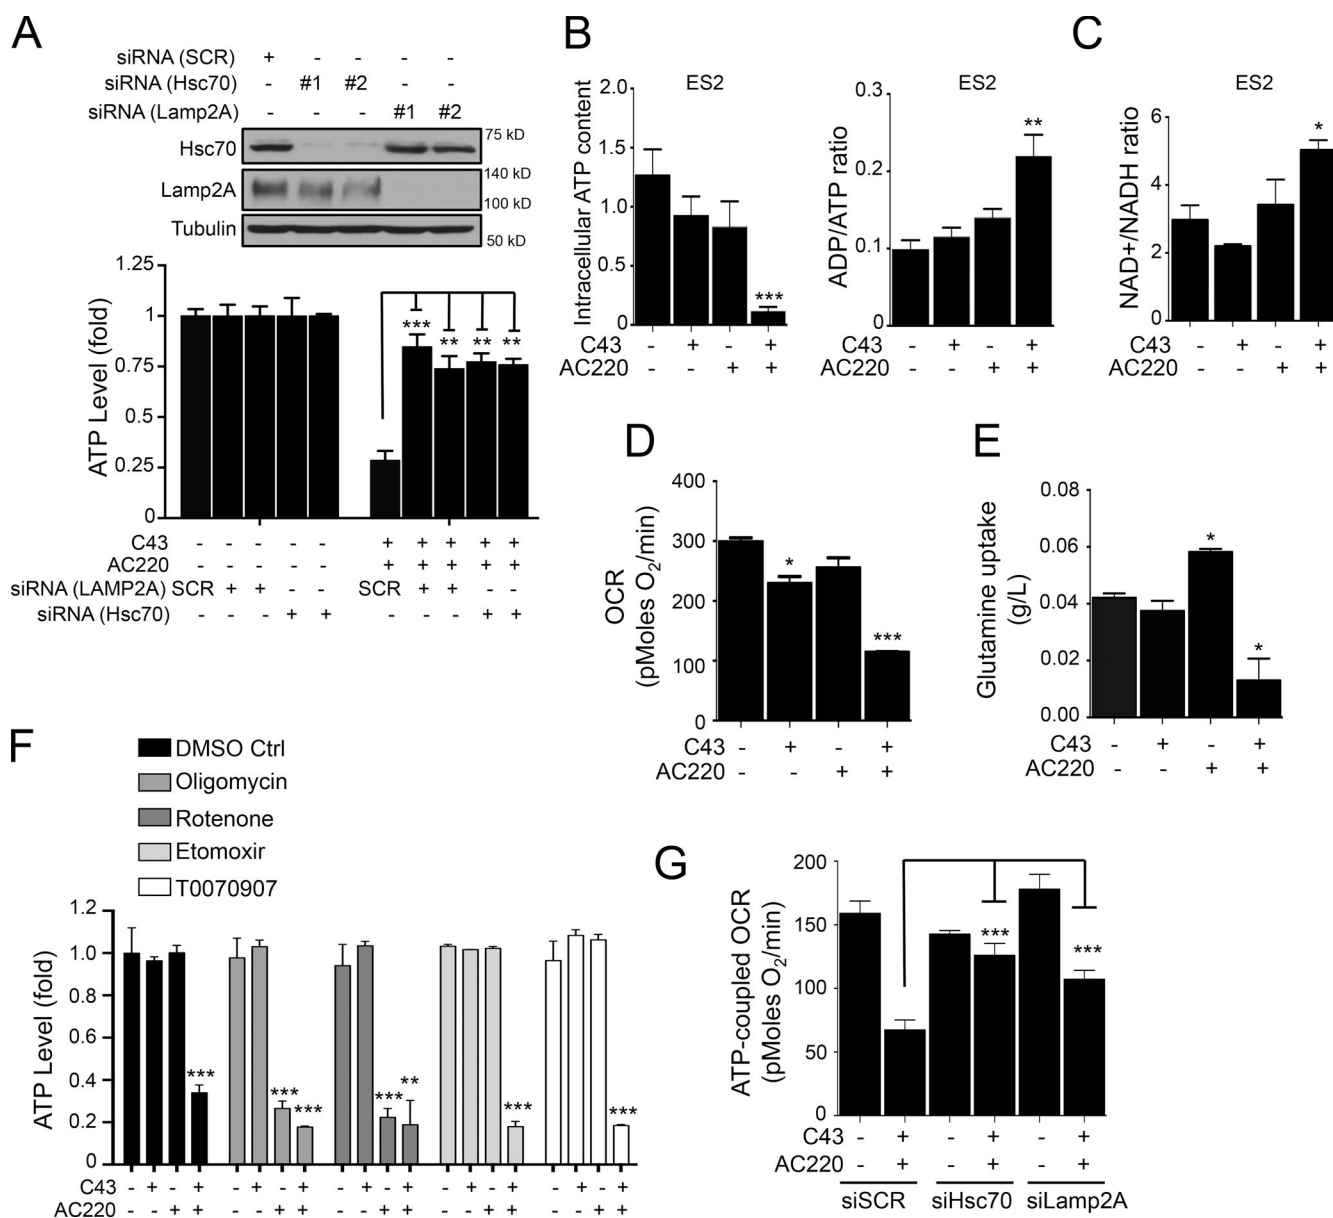 A
siRNA (SCR) + - - - -
siRNA (Hsc70) - #1 #2 - -
siRNA (Lamp2A) - - - #1 #2
Hsc70
75 kD
Lamp2A
140 kD
100 kD
Tubulin
50 kD
ATP Level (fold)
1.25
1
0.75
0.5
0.25
0
*** ** ** **
C43 - - - - - + + + + +
AC220 - - - - - + + + + +
siRNA (LAMP2A) SCR + + - - SCR + + - -
siRNA (Hsc70) - - - + + - - - + +
B
ES2
Intracellular ATP content
2.0
1.5
1.0
1.5
0
***
C43 - + - +
AC220 - - + +
ES2
ADP/ATP ratio
0.3
0.2
0.1
0
**
C43 - + - +
AC220 - - + +
C
ES2
NAD+/NADH ratio
6
4
2
0
*
C43 - + - +
AC220 - - + +
D
OCR
(pMoles O2/min)
400
300
200
100
0
* ***
C43 - + - +
AC220 - - + +
E
Glutamine uptake
(g/L)
0.08
0.06
0.04
0.02
0.00
* *
C43 - + - +
AC220 - - + +
F
DMSO Ctrl
Oligomycin
Rotenone
Etomoxir
T0070907
ATP Level (fold)
1.2
1.0
0.8
0.6
0.4
0.2
0
*** *** *** *** ** *** ***
C43 - + - + - + - + - + - + - + - + - + - +
AC220 - - + + - - + + - - + + - - + + - - + +
G
ATP-coupled OCR
(pMoles O2/min)
200
150
100
50
0
*** ***
C43 - + - + - +
AC220 - + - + - +
siSCR siHsc70 siLamp2A